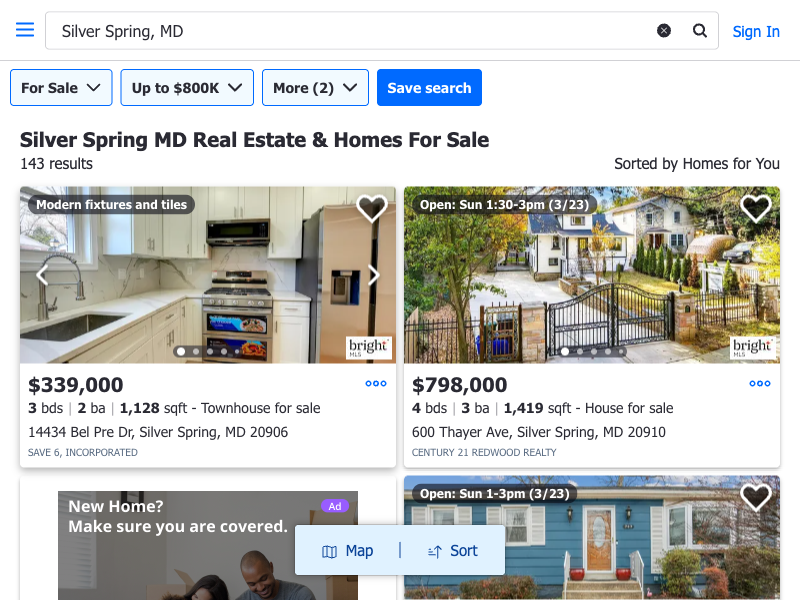 Silver Spring, MD
Sign In
For Sale
Up to $800K
More (2)
Save search
Silver Spring MD Real Estate & Homes For Sale
143 results
Sorted by Homes for You
Modern fixtures and tiles
bright
MLS
$339,000
3 bds | 2 ba | 1,128 sqft - Townhouse for sale
14434 Bel Pre Dr, Silver Spring, MD 20906
SAVE 6, INCORPORATED
Open: Sun 1:30-3pm (3/23)
bright
MLS
$798,000
4 bds | 3 ba | 1,419 sqft - House for sale
600 Thayer Ave, Silver Spring, MD 20910
CENTURY 21 REDWOOD REALTY
New Home?
Ad
Make sure you are covered.
Open: Sun 1-3pm (3/23)
Map | Sort